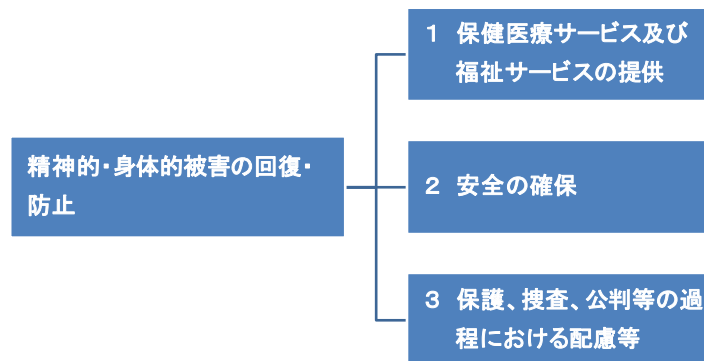 精神的・身体的被害の回復・
防止
１ 保健医療サービス及び
福祉サービスの提供
２ 安全の確保
３ 保護、捜査、公判等の過
程における配慮等